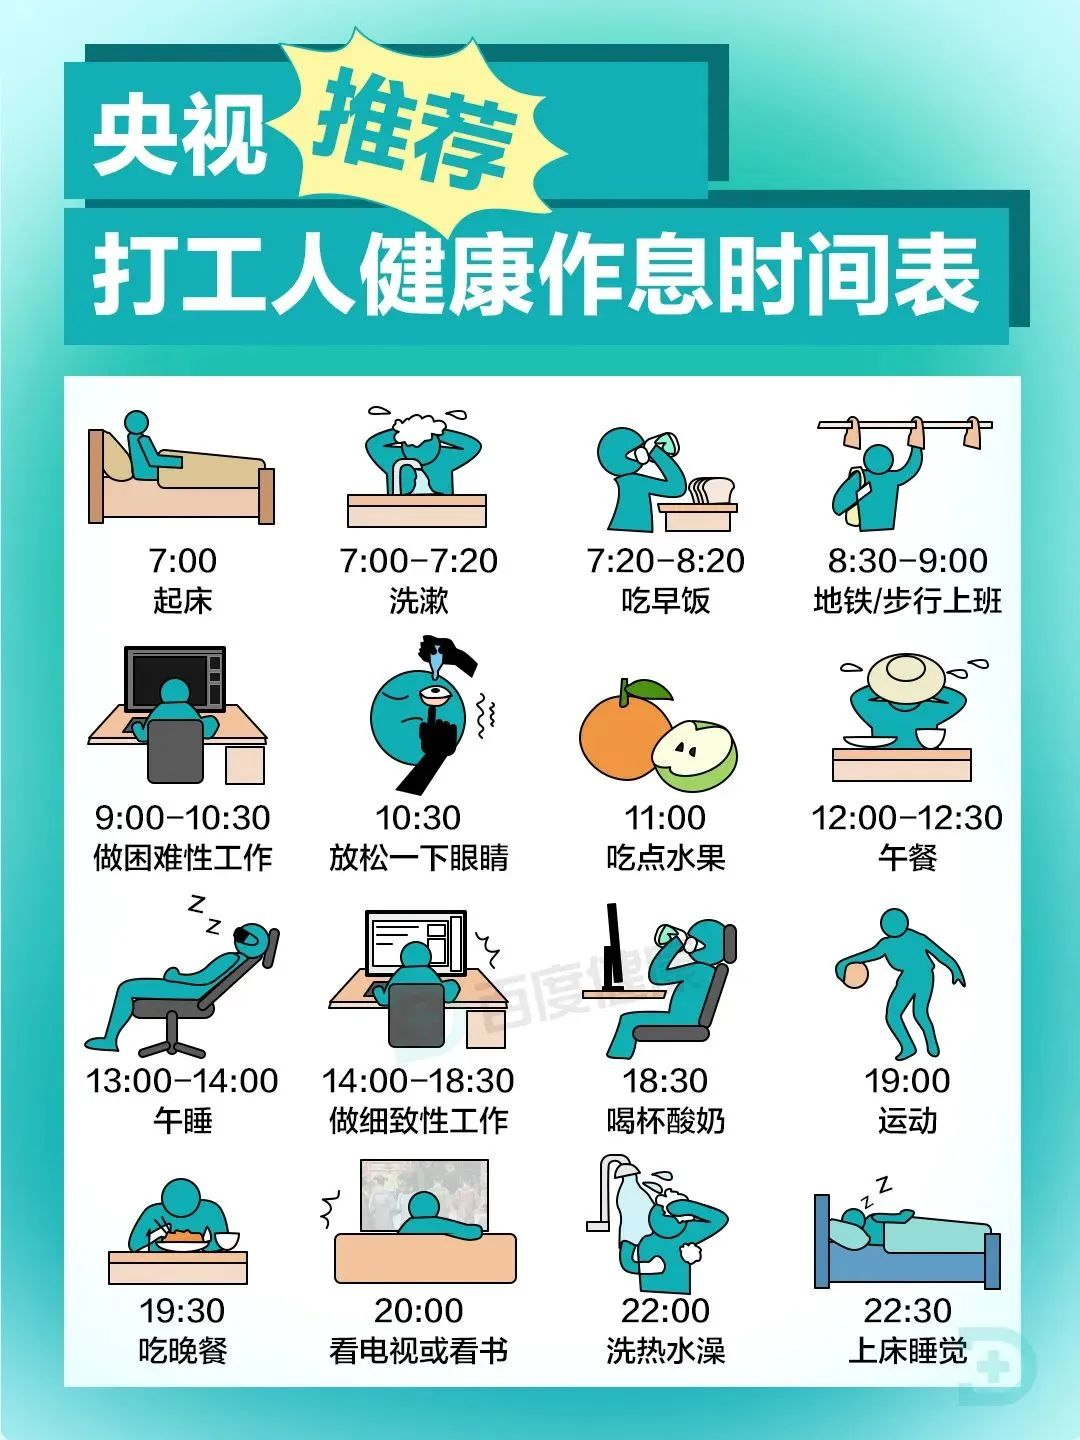 央视
推荐
打工人健康作息时间表
7:00
起床
7:00-7:20
洗漱
7:20-8:20
吃早饭
8:30-9:00
地铁/步行上班
9:00-10:30
做困难性工作
10:30
放松一下眼睛
11:00
吃点水果
12:00-12:30
午餐
13:00-14:00
午睡
14:00-18:30
做细致性工作
18:30
喝杯酸奶
19:00
运动
19:30
吃晚餐
20:00
看电视或看书
22:00
洗热水澡
22:30
上床睡觉
百度健康